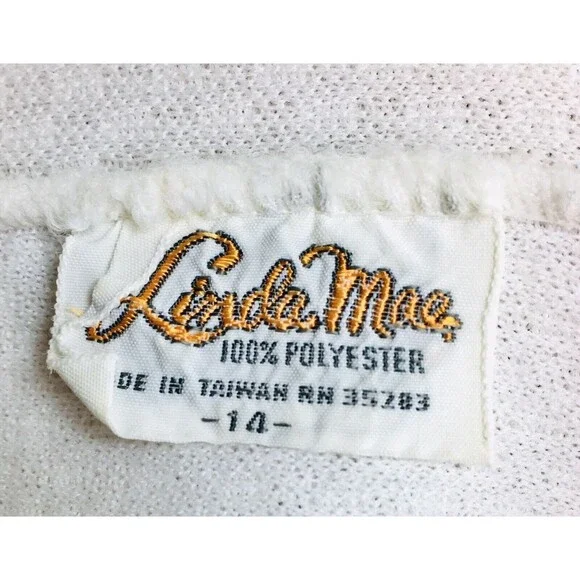 Linda Mae
100% POLYESTER
DE IN TAIWAN RN 35283
-14-